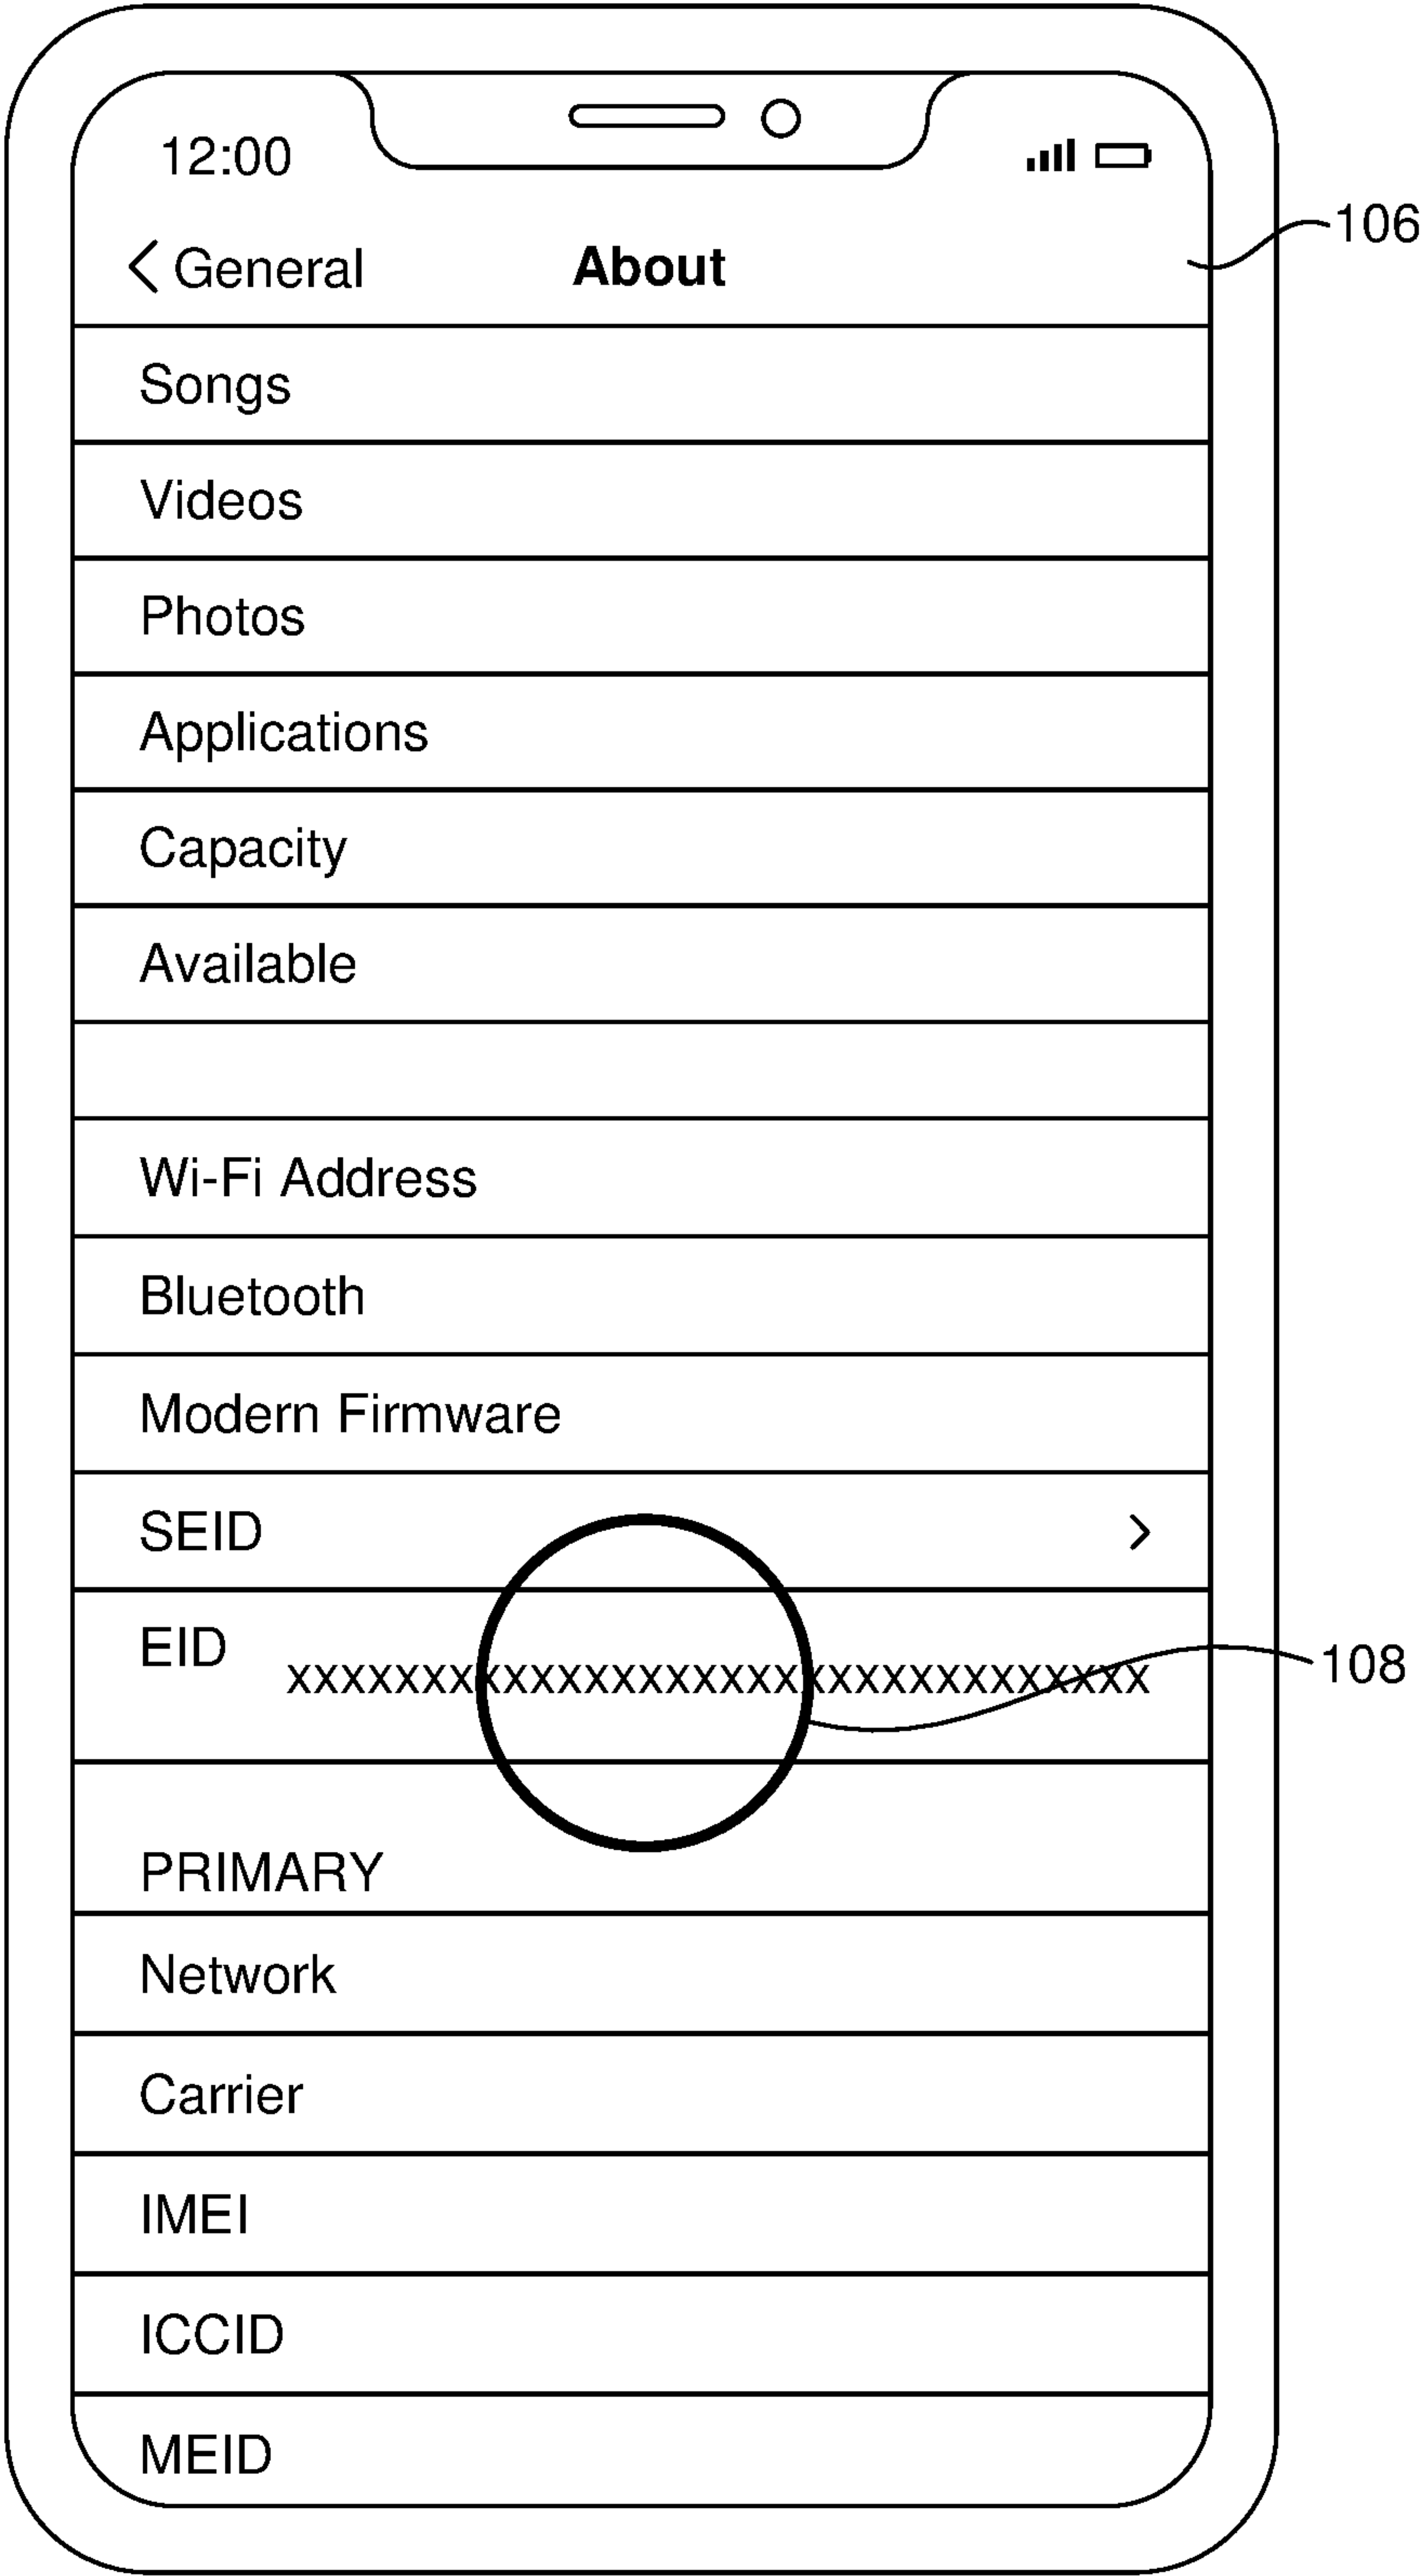 12:00
106
General About
Songs
Videos
Photos
Applications
Capacity
Available
Wi-Fi Address
Bluetooth
Modern Firmware
SEID
EID
XXXXXXXXXXXXXXXXXXXXXXXXXXXXXXXX
108
PRIMARY
Network
Carrier
IMEI
ICCID
MEID